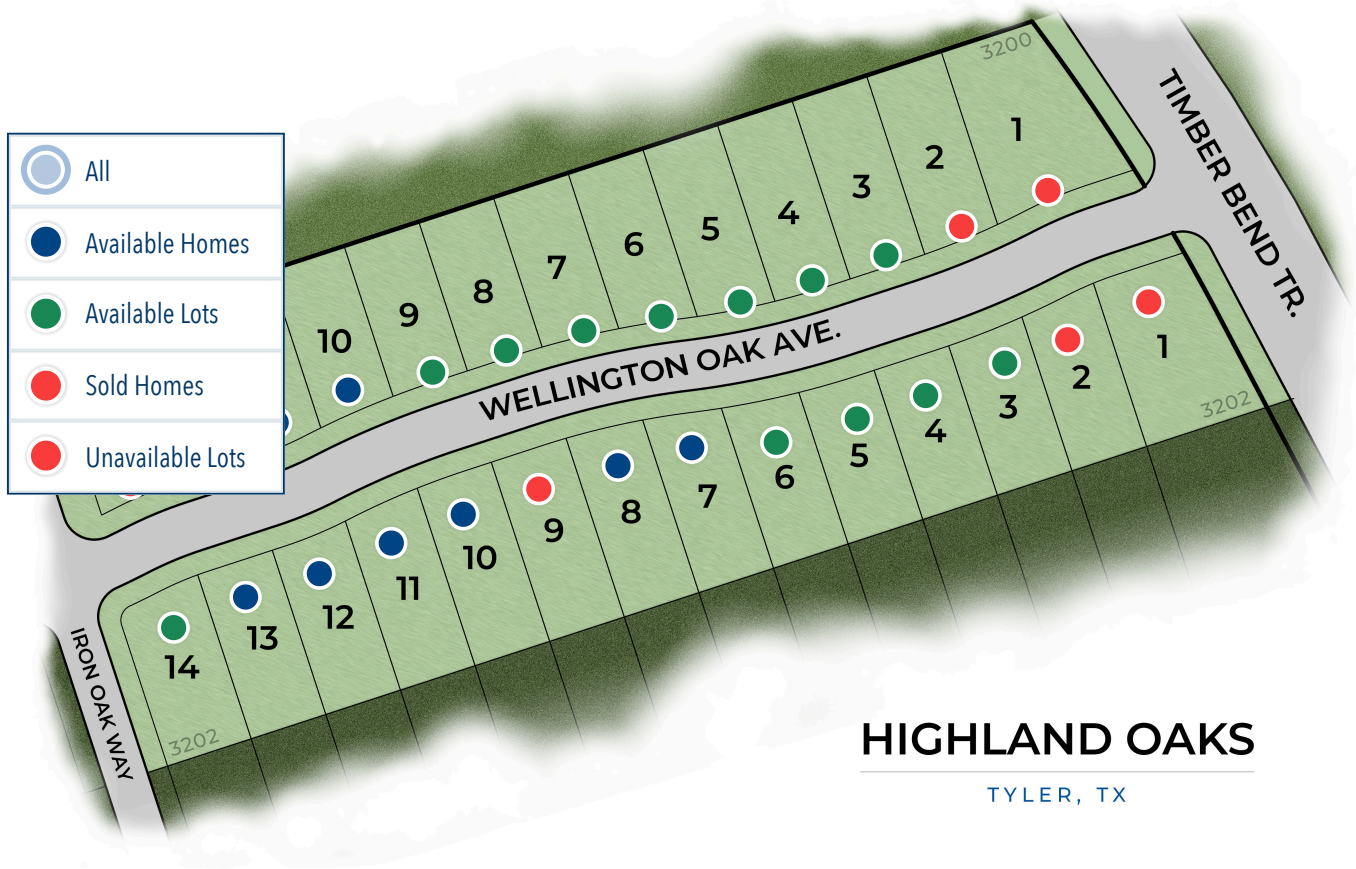 All
Available Homes
Available Lots
Sold Homes
Unavailable Lots
3200
1
2
3
4
5
6
7
8
9
10
TIMBER BEND TR.
WELLINGTON OAK AVE.
1
2
3
4
5
6
7
8
9
10
11
12
13
14
3202
3202
IRON OAK WAY
HIGHLAND OAKS
TYLER, TX